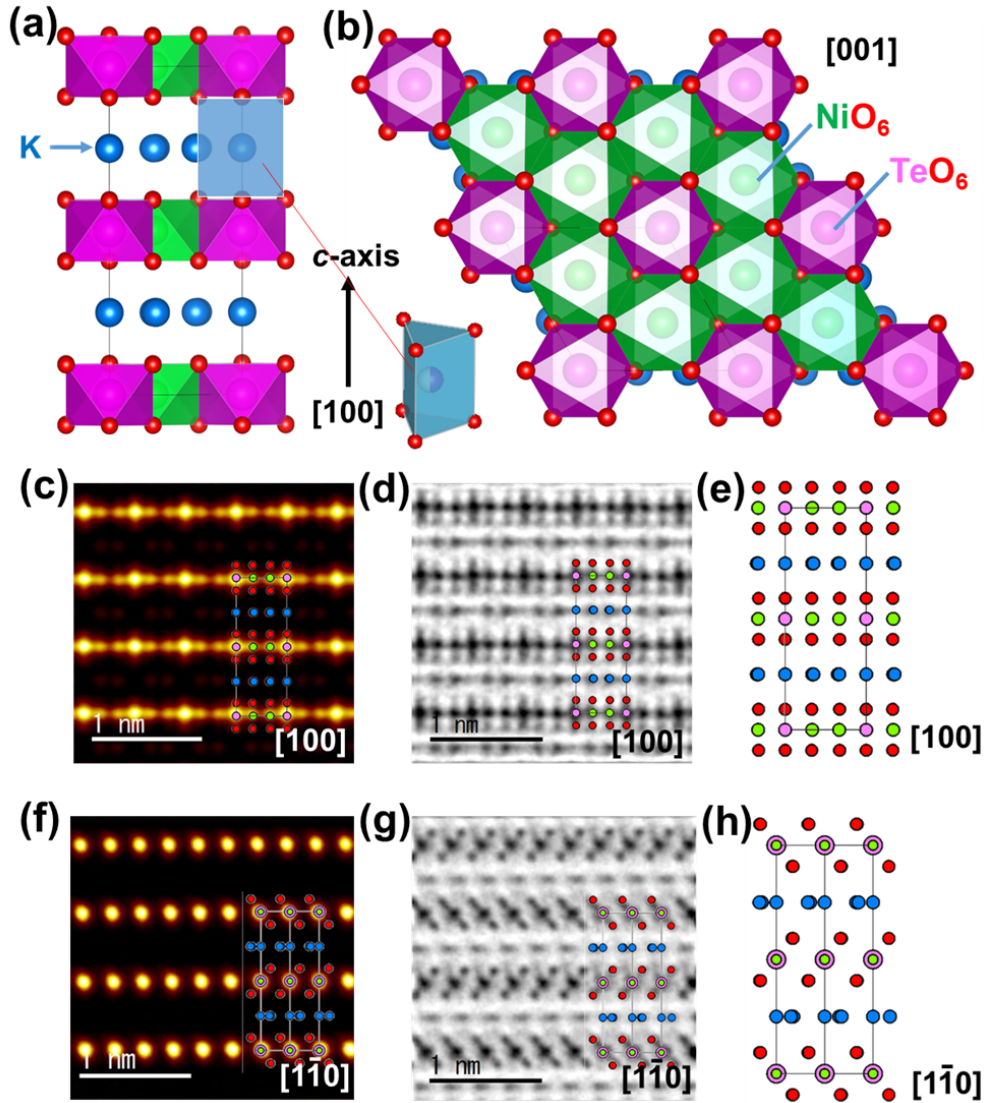 (a)
(b)
[001]
K
NiO6
TeO6
c-axis
[100]
(c)
(d)
(e)
1 nm
[100]
1 nm
[100]
[100]
(f)
(g)
(h)
1 nm
[11̄0]
1 nm
[11̄0]
[11̄0]